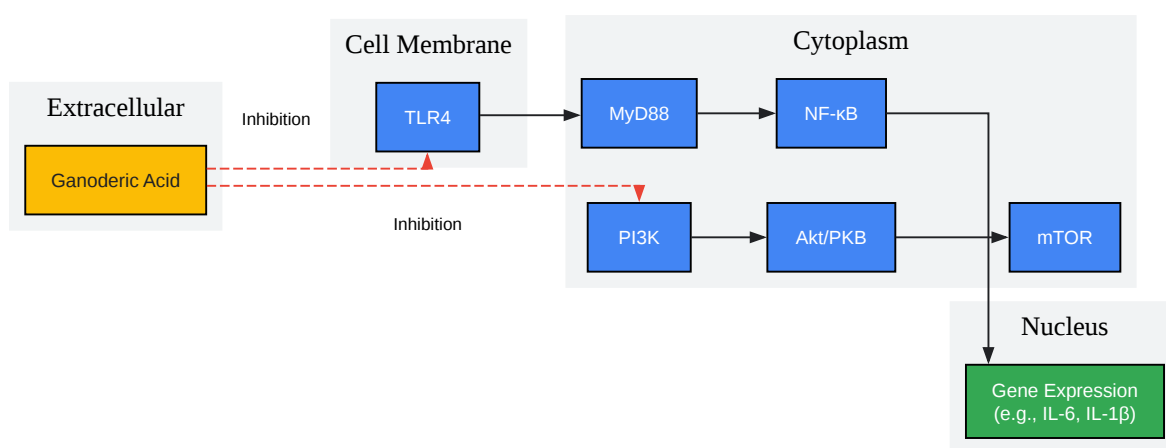 Cell Membrane
Cytoplasm
Extracellular
Inhibition
TLR4
MyD88
NF-κB
Ganoderic Acid
Inhibition
PI3K
Akt/PKB
mTOR
Nucleus
Gene Expression
(e.g., IL-6, IL-1β)